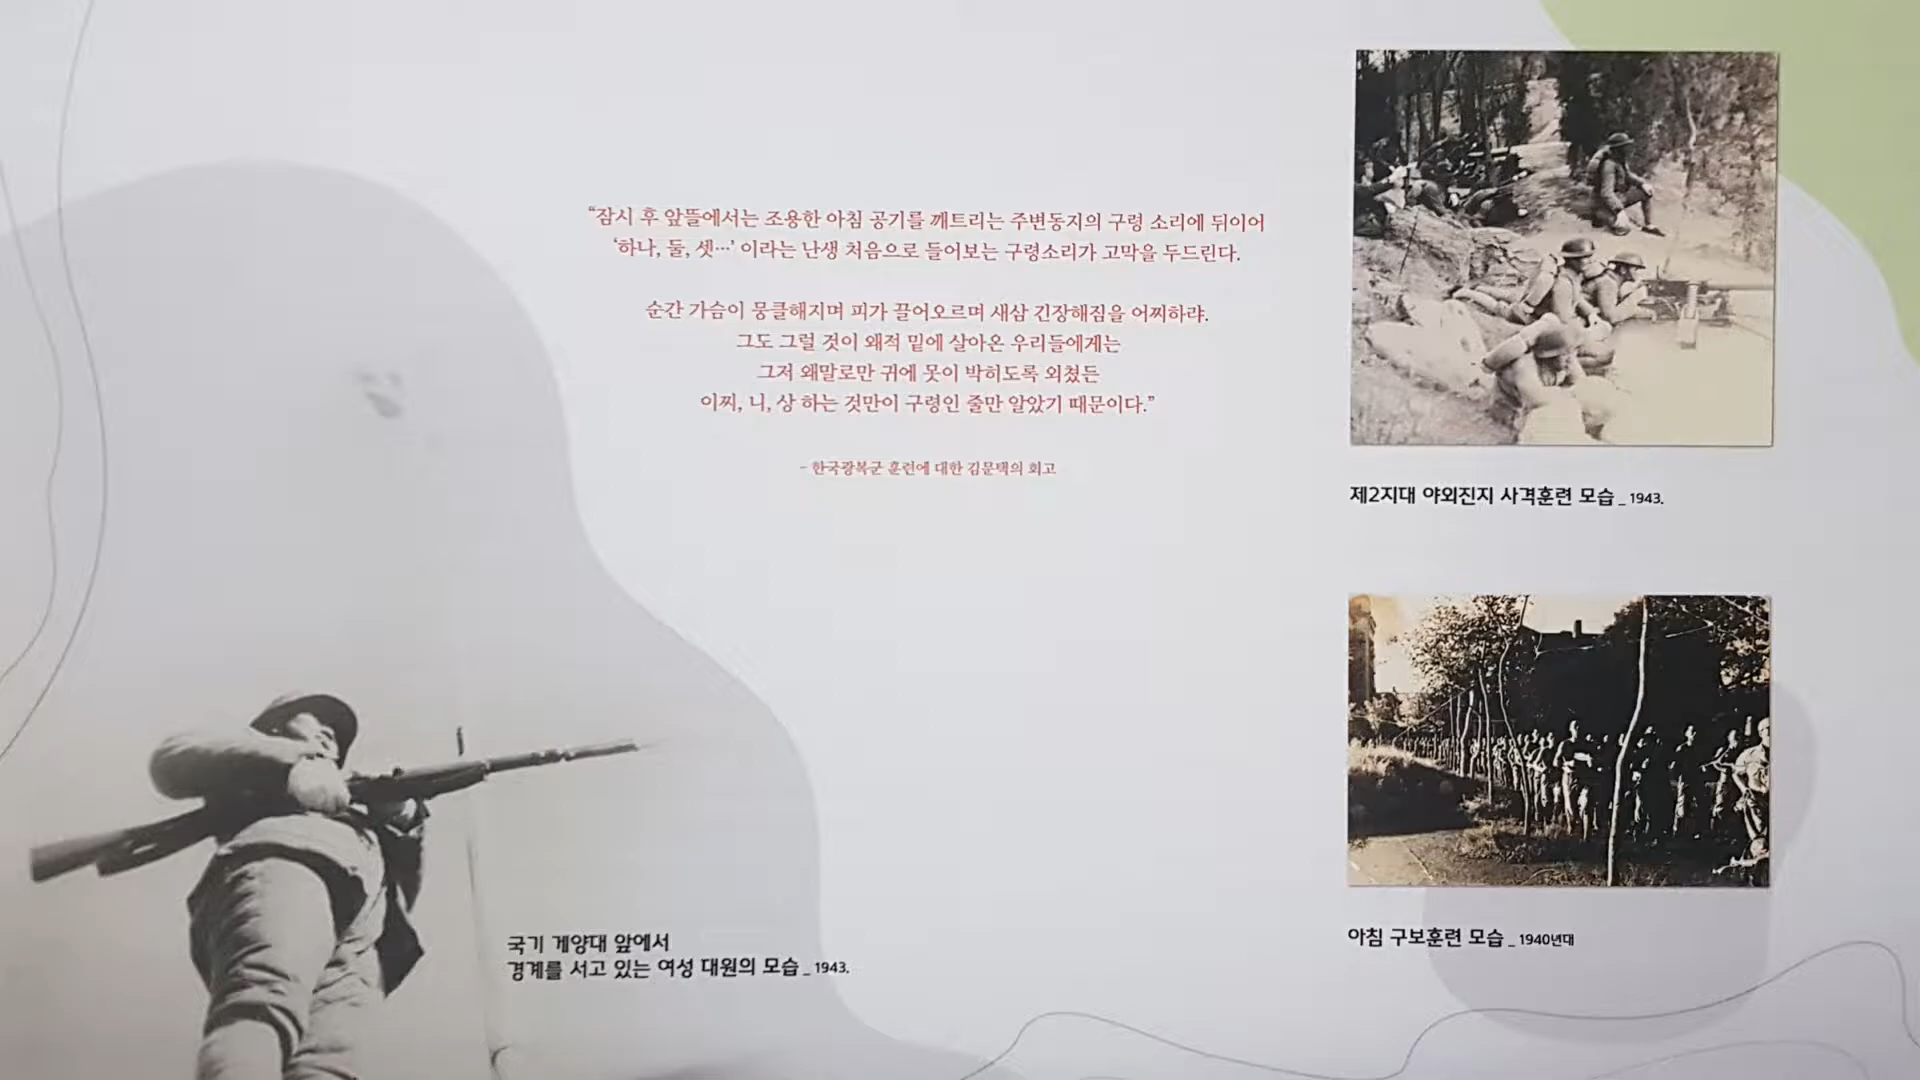 “잠시 후 앞뜰에서는 조용한 아침 공기를 깨트리는 주변동지의 구령 소리에 뒤이어
‘하나, 둘, 셋…’ 이라는 난생 처음으로 들어보는 구령소리가 고막을 두드린다.
순간 가슴이 뭉클해지며 피가 끓어오르며 새삼 긴장해짐을 어찌하랴.
그도 그럴 것이 왜적 밑에 살아온 우리들에게는
그저 왜말로만 귀에 못이 박히도록 외쳤든
이찌, 니, 상 하는 것만이 구령인 줄만 알았기 때문이다.”
- 한국광복군 훈련에 대한 김문택의 회고
제2지대 야외진지 사격훈련 모습 _ 1943.
아침 구보훈련 모습 _ 1940년대
국기 게양대 앞에서
경계를 서고 있는 여성 대원의 모습 _ 1943.